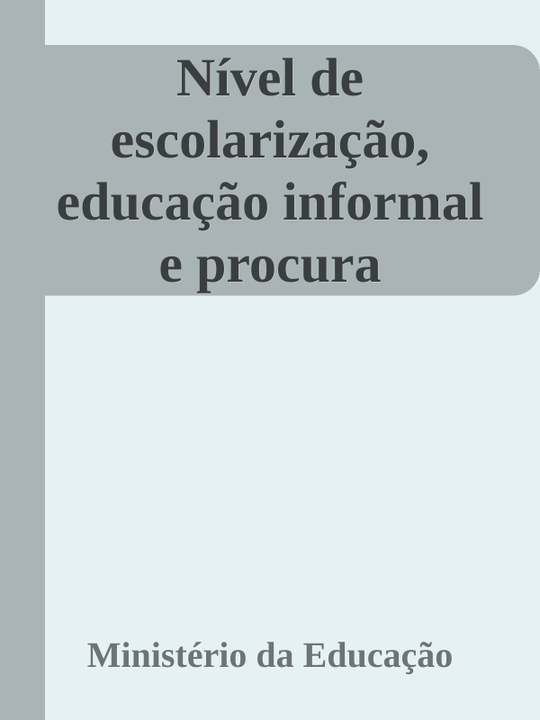 Nível de
escolarização,
educação informal
e procura
Ministério da Educação